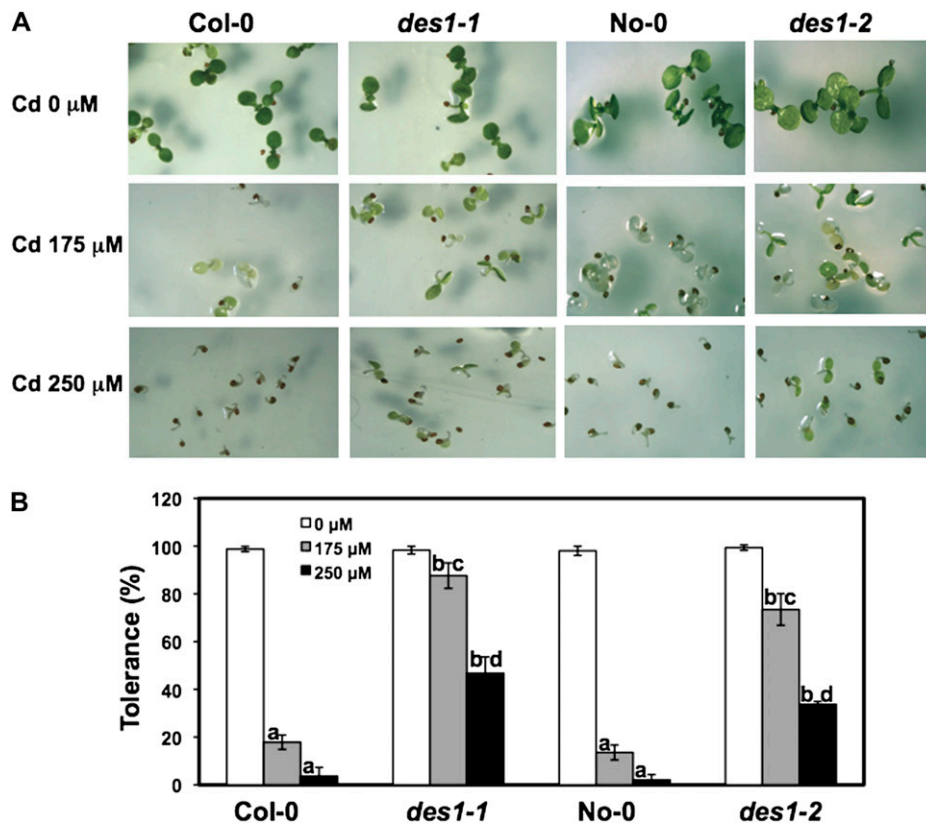 A
Col-0 des1-1 No-0 des1-2
Cd 0 μM
Cd 175 μM
Cd 250 μM
B
Tolerance (%)
120
100
80
60
40
20
0
0 μM
175 μM
250 μM
a
a
b c
b d
a
a
b c
b d
Col-0 des1-1 No-0 des1-2